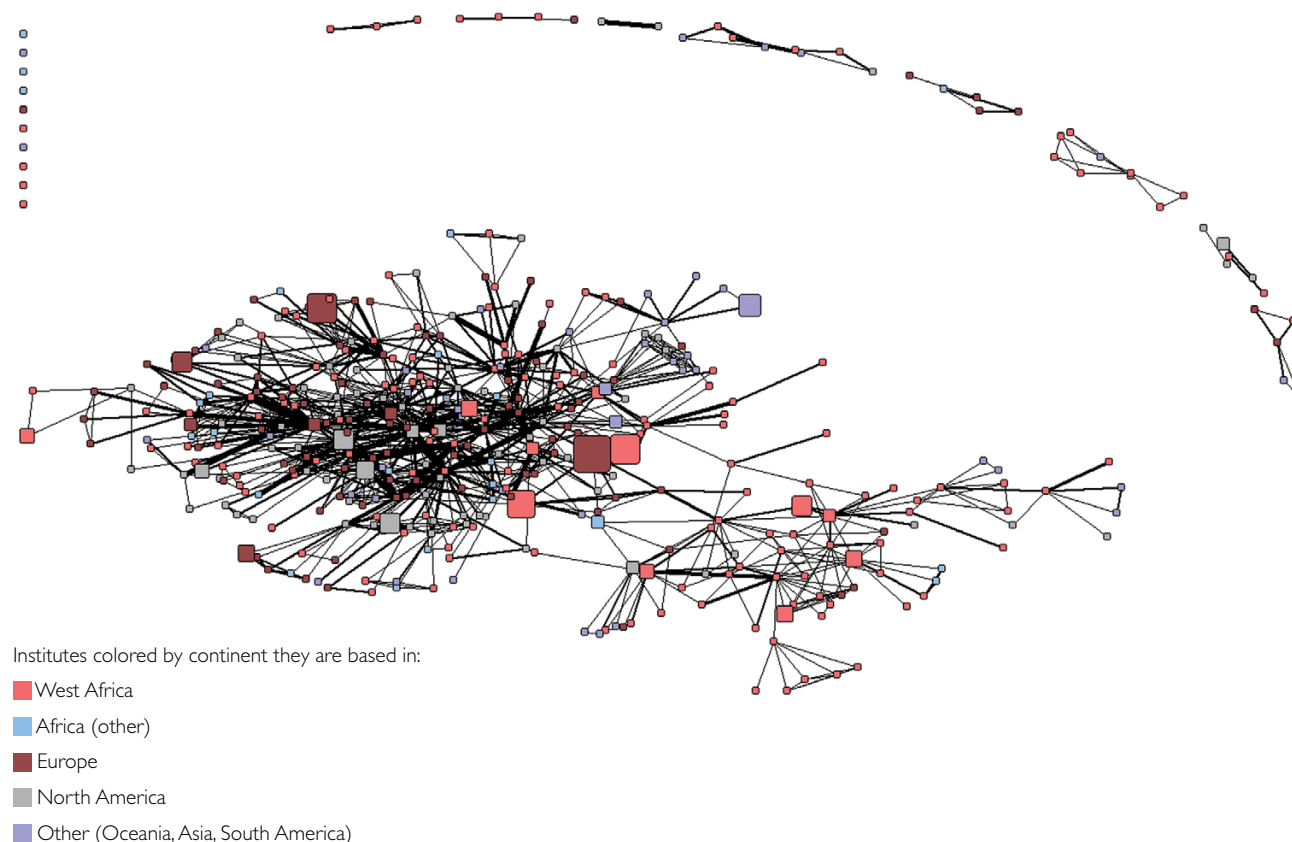 Institutes colored by continent they are based in:
West Africa
Africa (other)
Europe
North America
Other (Oceania, Asia, South America)